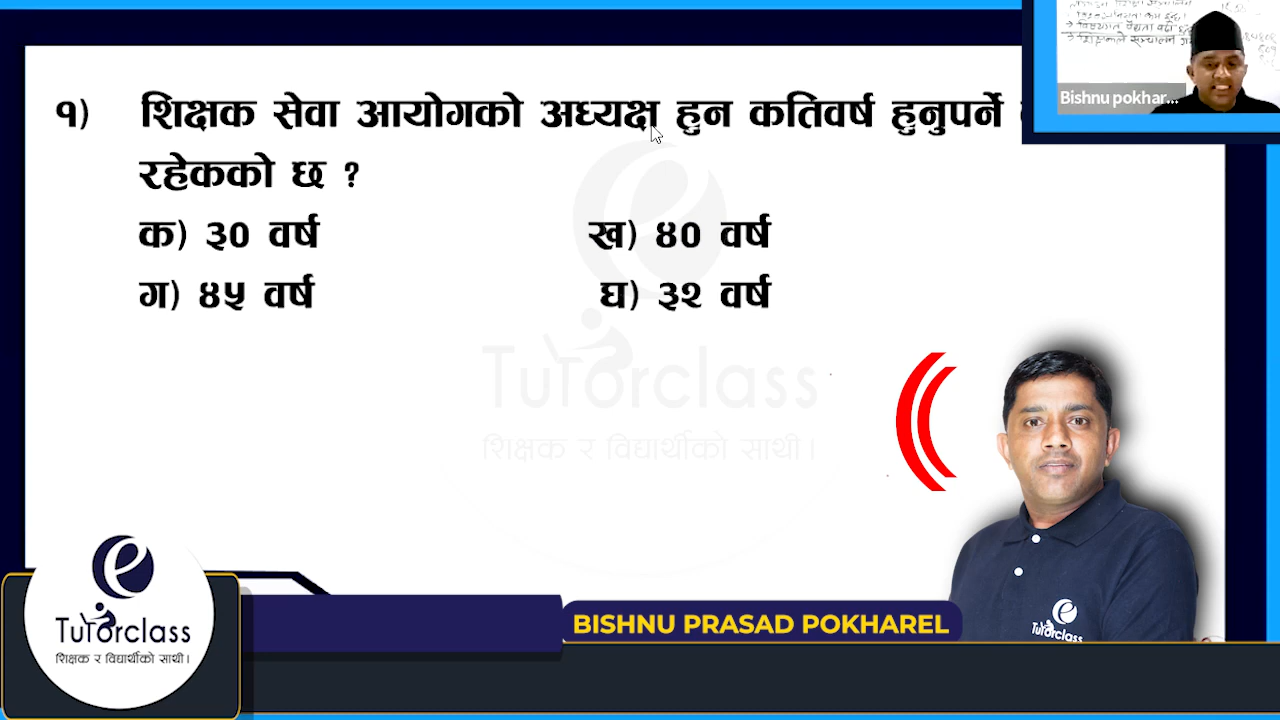 Bishnu pokhar...
१) शिक्षक सेवा आयोगको अध्यक्ष हुन कतिवर्ष हुनुपर्ने
रहेकको छ ?
क) ३० वर्ष ख) ४० वर्ष
ग) ४५ वर्ष घ) ३२ वर्ष
Tutorclass
शिक्षक र विद्यार्थीको साथी।
Tutorclass
BISHNU PRASAD POKHAREL
Tutorclass
शिक्षक र विद्यार्थीको साथी।